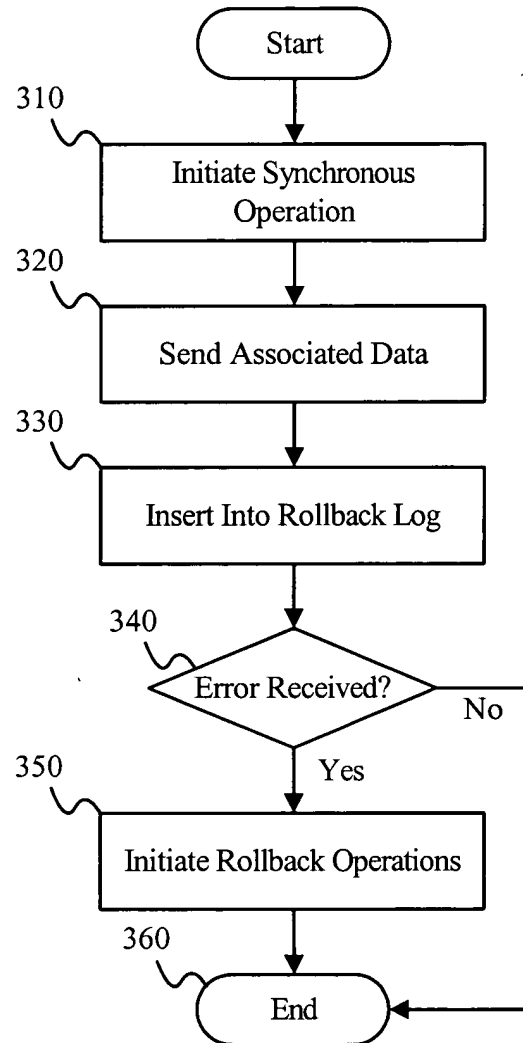 Start
310
Initiate Synchronous
Operation
320
Send Associated Data
330
Insert Into Rollback Log
340
Error Received?
No
Yes
350
Initiate Rollback Operations
360
End